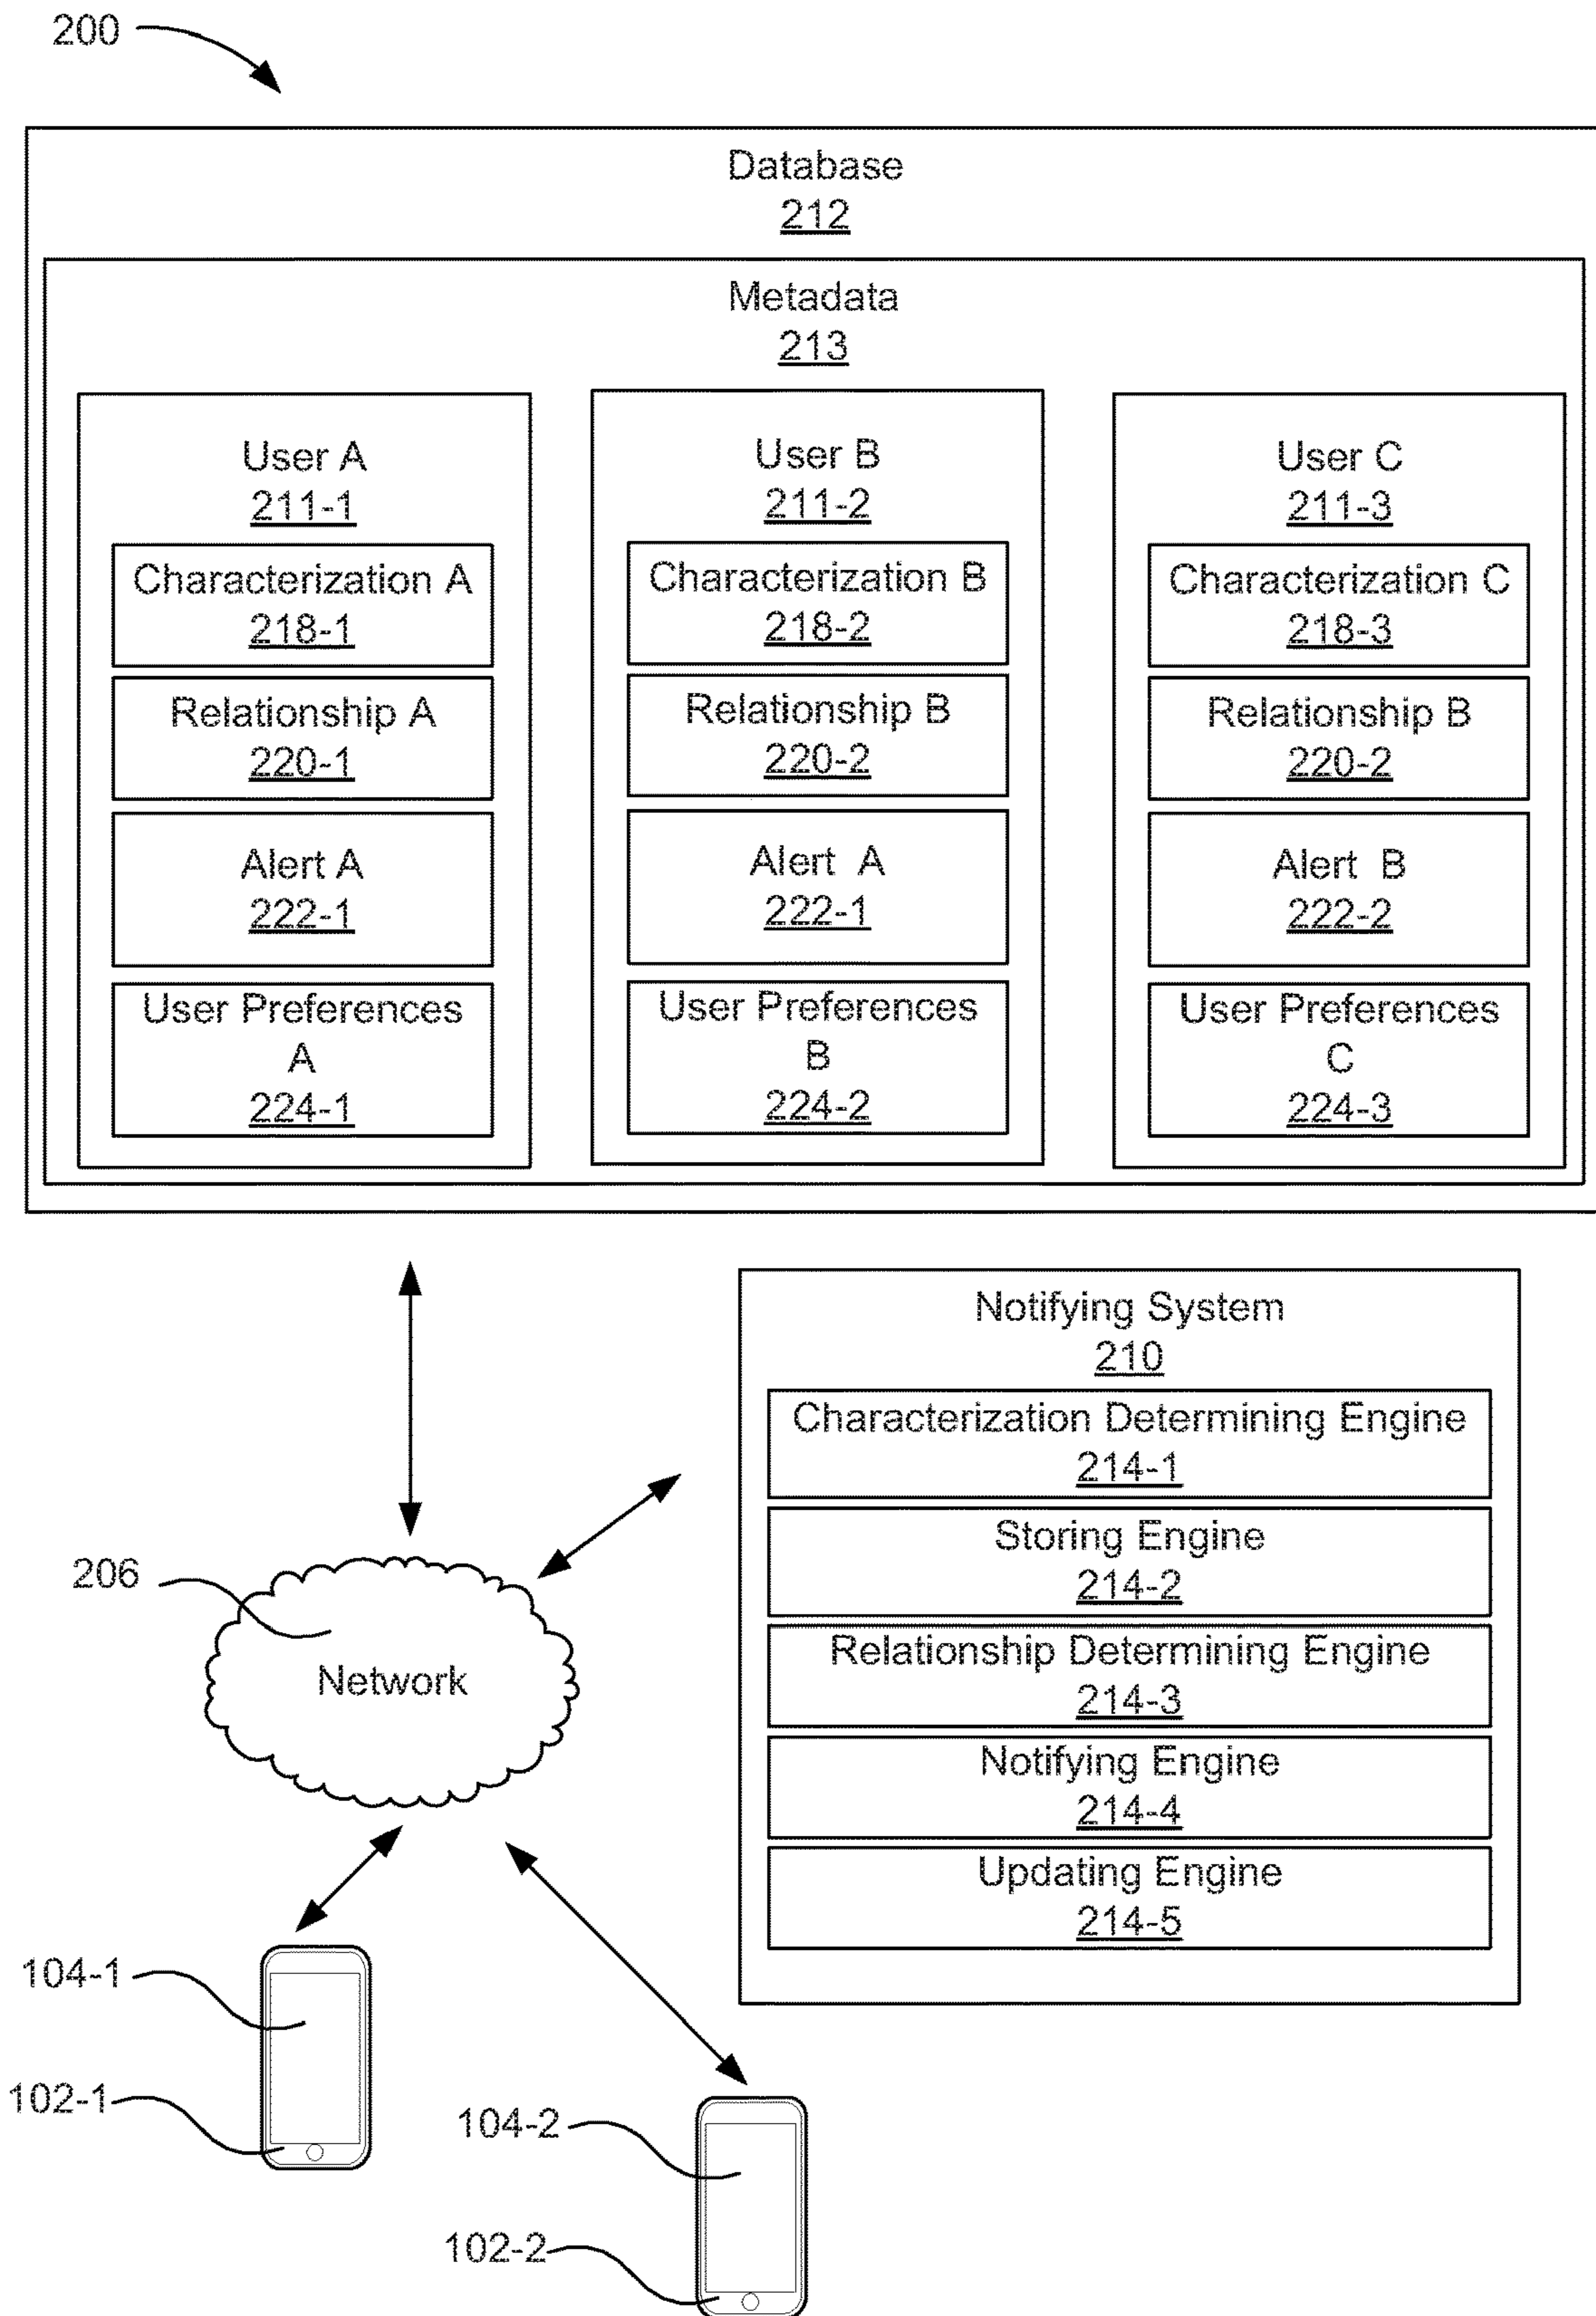 200
Database
212
Metadata
213
User A
211-1
Characterization A
218-1
Relationship A
220-1
Alert A
222-1
User Preferences
A
224-1
User B
211-2
Characterization B
218-2
Relationship B
220-2
Alert A
222-1
User Preferences
B
224-2
User C
211-3
Characterization C
218-3
Relationship B
220-2
Alert B
222-2
User Preferences
C
224-3
Notifying System
210
Characterization Determining Engine
214-1
Storing Engine
214-2
Relationship Determining Engine
214-3
Notifying Engine
214-4
Updating Engine
214-5
206
Network
104-1
102-1
104-2
102-2